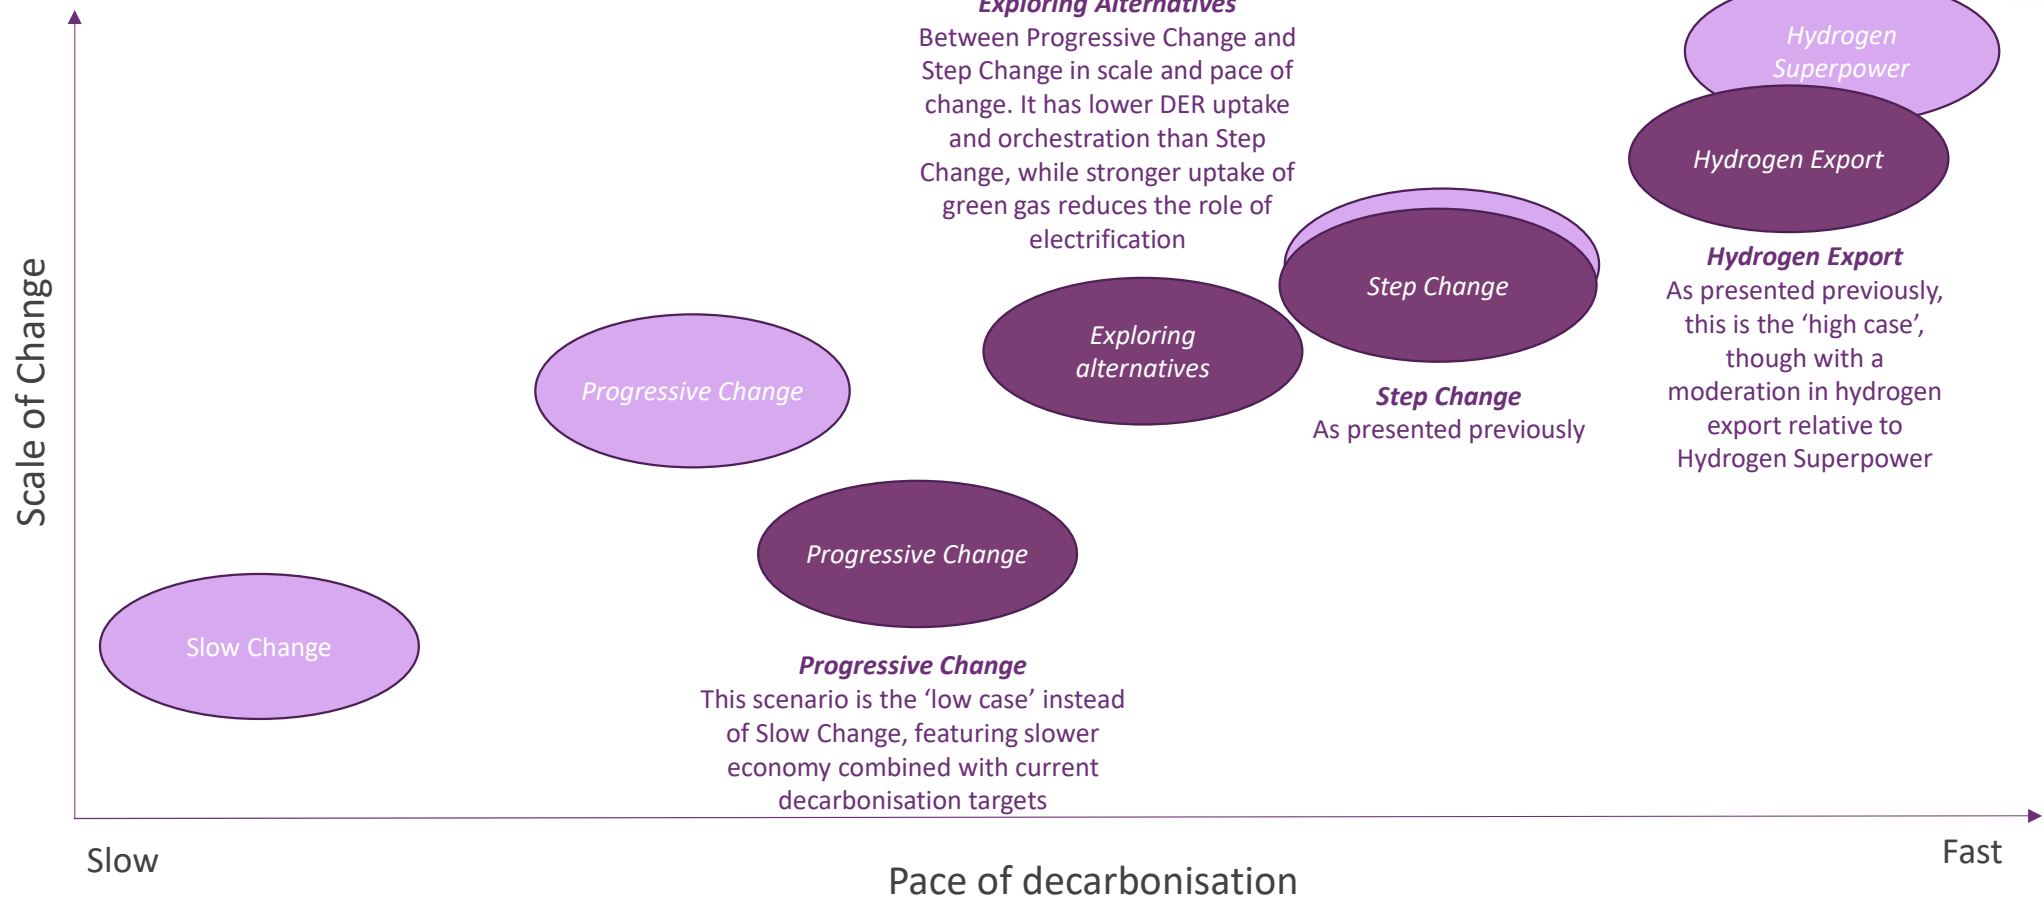 Exploring Alternatives
Between Progressive Change and
Step Change in scale and pace of
change. It has lower DER uptake
and orchestration than Step
Change, while stronger uptake of
green gas reduces the role of
electrification
Hydrogen
Superpower
Hydrogen Export
Hydrogen Export
As presented previously,
this is the ‘high case’,
though with a
moderation in hydrogen
export relative to
Hydrogen Superpower
Step Change
Step Change
As presented previously
Exploring
alternatives
Progressive Change
Progressive Change
Progressive Change
This scenario is the ‘low case’ instead
of Slow Change, featuring slower
economy combined with current
decarbonisation targets
Slow Change
Scale of Change
Slow
Pace of decarbonisation
Fast